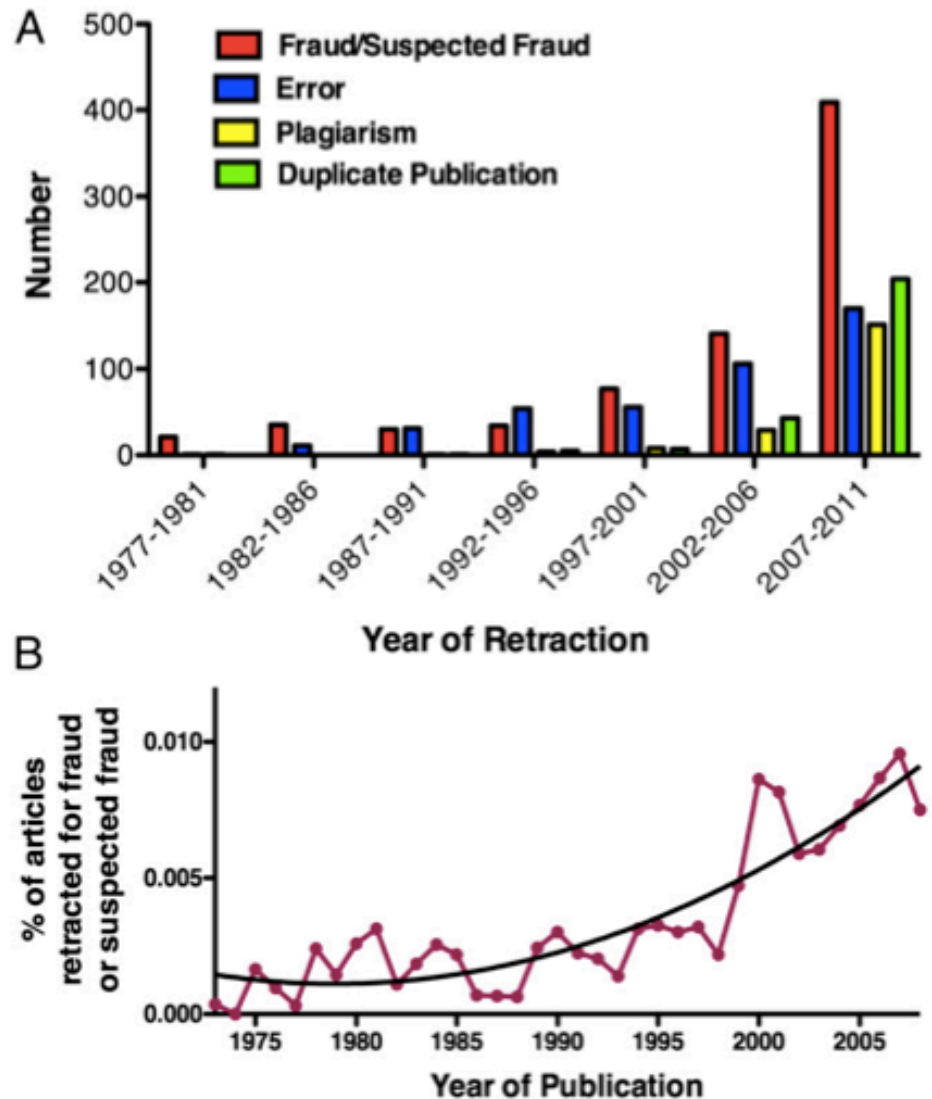 A
500
400
300
200
100
0
Number
Fraud/Suspected Fraud
Error
Plagiarism
Duplicate Publication
1977-1981
1982-1986
1987-1991
1992-1996
1997-2001
2002-2006
2007-2011
Year of Retraction
B
% of articles
retracted for fraud
or suspected fraud
0.010
0.005
0.000
1975
1980
1985
1990
1995
2000
2005
Year of Publication